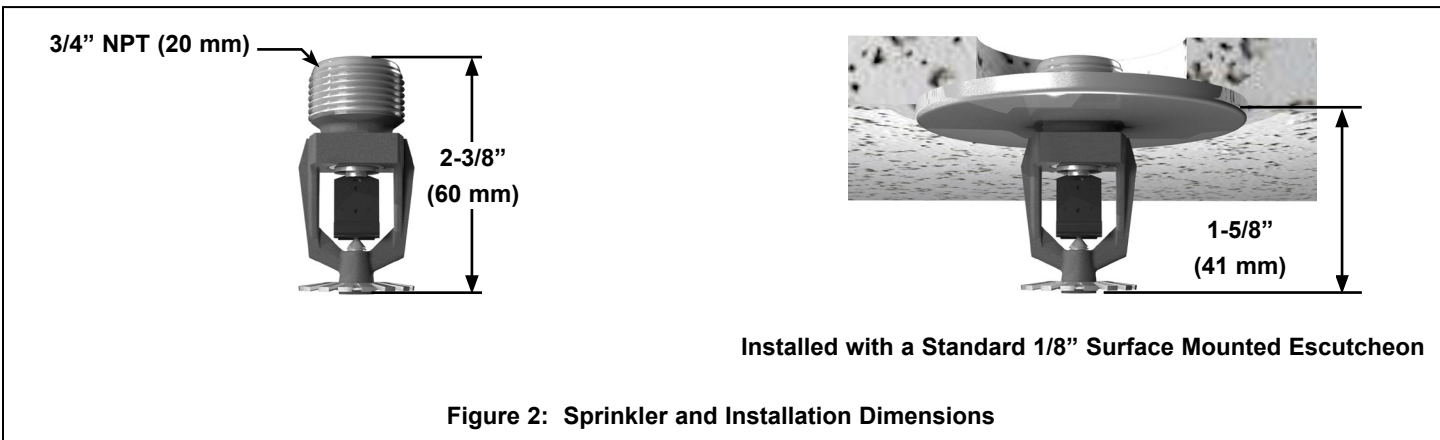 3/4” NPT (20 mm)
2-3/8”
(60 mm)
1-5/8”
(41 mm)
Installed with a Standard 1/8” Surface Mounted Escutcheon
Figure 2: Sprinkler and Installation Dimensions